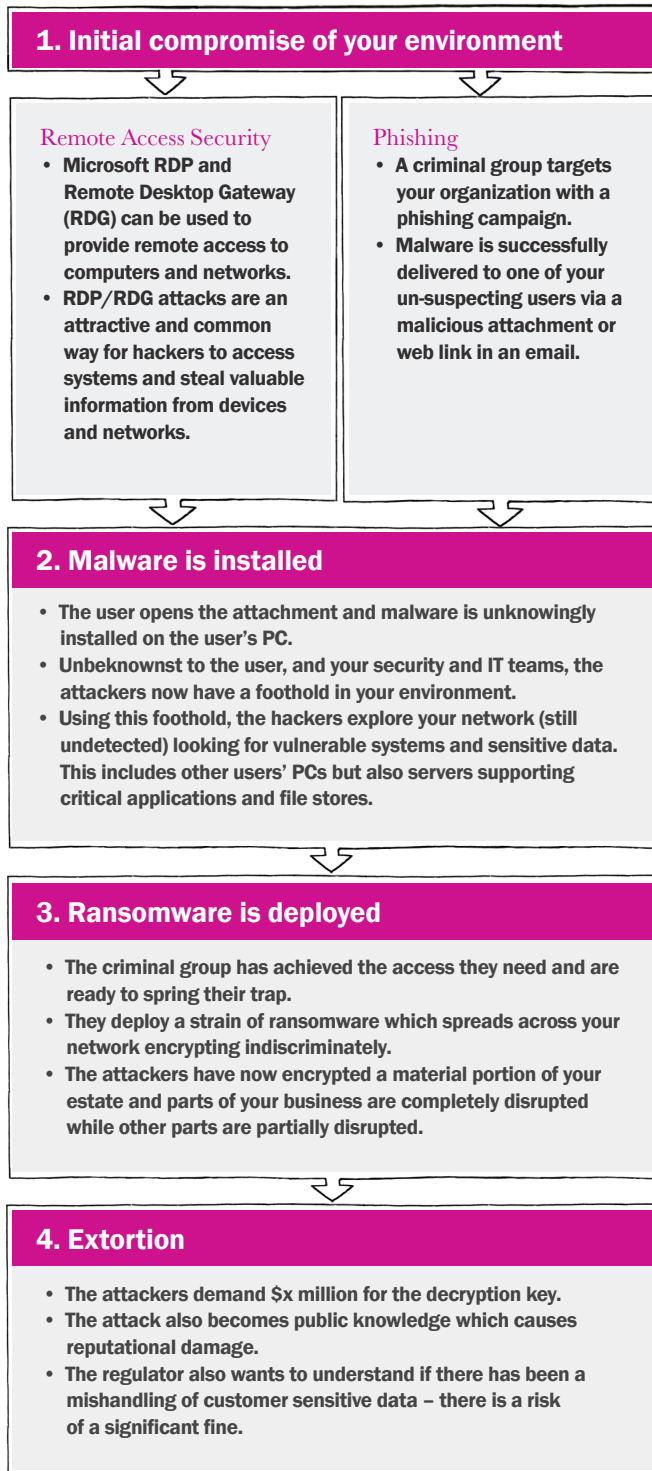 1. Initial compromise of your environment
Remote Access Security
• Microsoft RDP and
Remote Desktop Gateway
(RDG) can be used to
provide remote access to
computers and networks.
• RDP/RDG attacks are an
attractive and common
way for hackers to access
systems and steal valuable
information from devices
and networks.
Phishing
• A criminal group targets
your organization with a
phishing campaign.
• Malware is successfully
delivered to one of your
un-suspecting users via a
malicious attachment or
web link in an email.
2. Malware is installed
• The user opens the attachment and malware is unknowingly
installed on the user's PC.
• Unbeknownst to the user, and your security and IT teams, the
attackers now have a foothold in your environment.
• Using this foothold, the hackers explore your network (still
undetected) looking for vulnerable systems and sensitive data.
This includes other users' PCs but also servers supporting
critical applications and file stores.
3. Ransomware is deployed
• The criminal group has achieved the access they need and are
ready to spring their trap.
• They deploy a strain of ransomware which spreads across your
network encrypting indiscriminately.
• The attackers have now encrypted a material portion of your
estate and parts of your business are completely disrupted
while other parts are partially disrupted.
4. Extortion
• The attackers demand $x million for the decryption key.
• The attack also becomes public knowledge which causes
reputational damage.
• The regulator also wants to understand if there has been a
mishandling of customer sensitive data – there is a risk
of a significant fine.